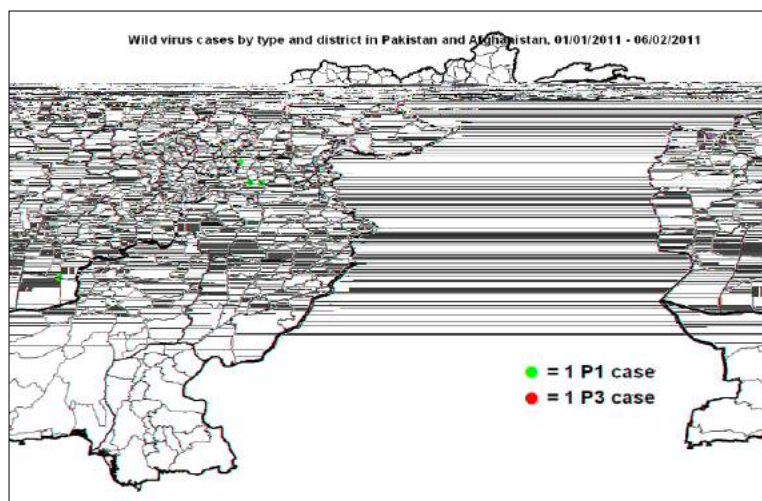 Wild virus cases by type and district in Pakistan and Afghanistan, 01/01/2011 - 06/02/2011
= 1 P1 case
= 1 P3 case